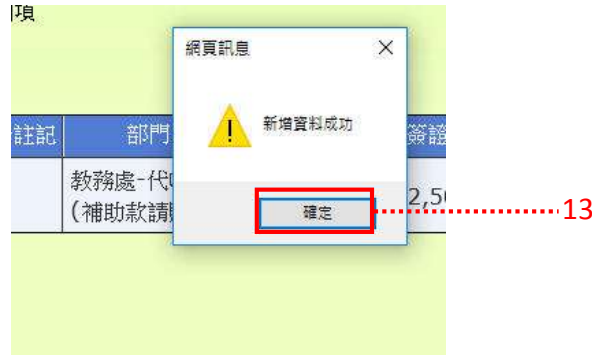 項
網頁訊息
新增資料成功
註記 部門 簽證
教務處-代
(補助款請
2,5
確定
13